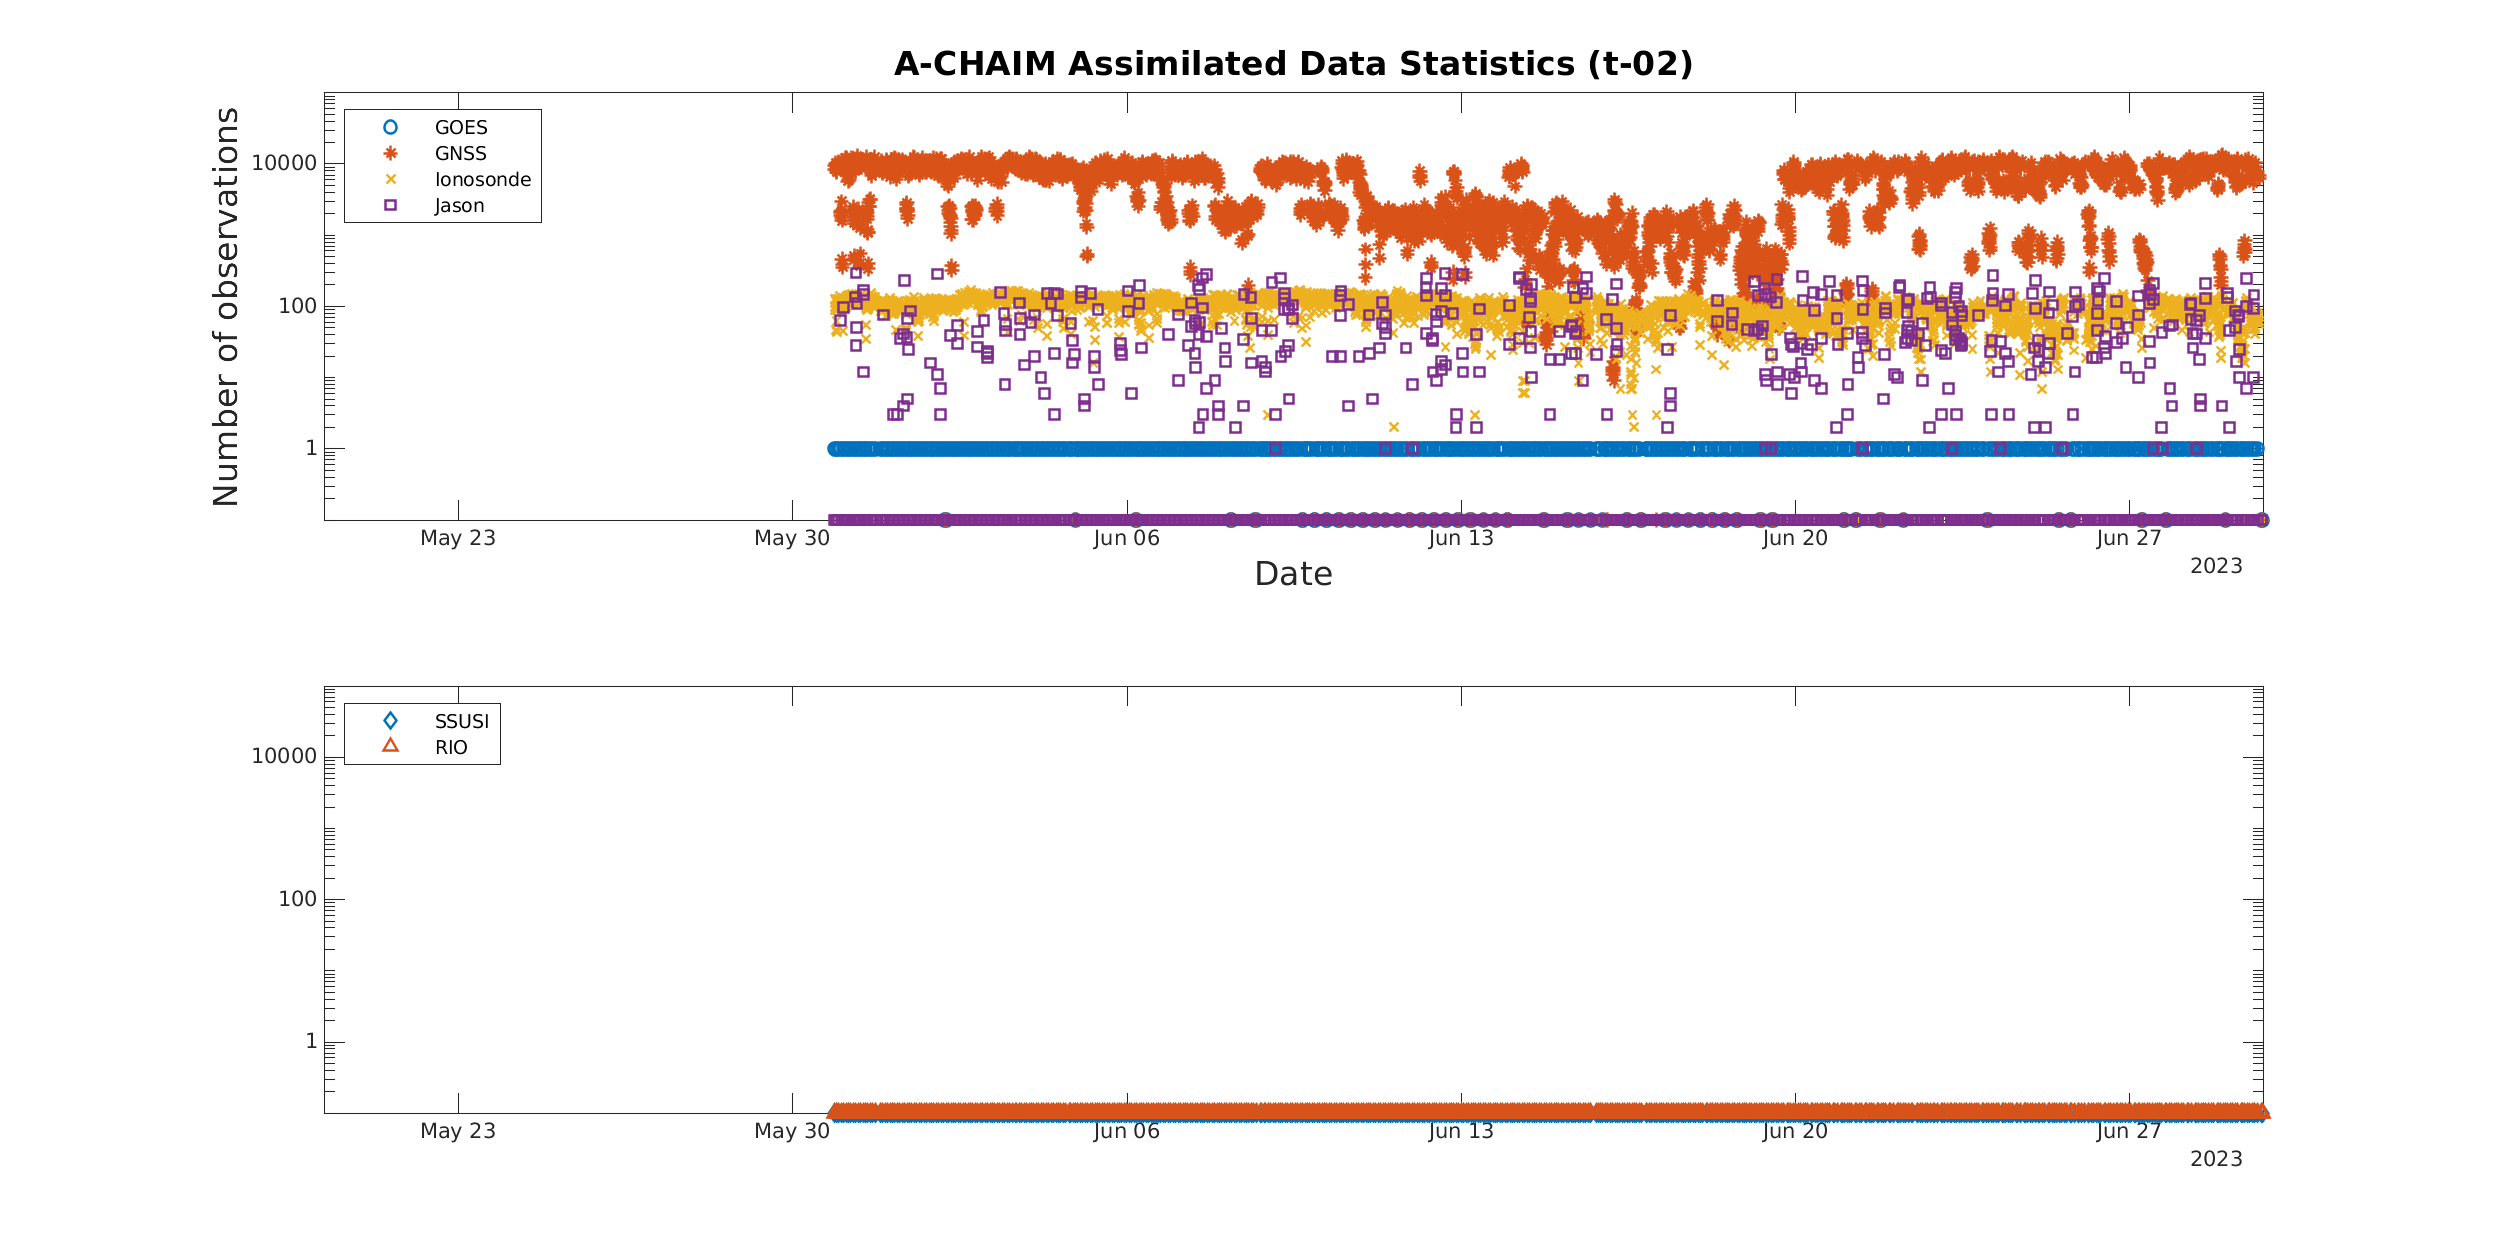 A-CHAIM Assimilated Data Statistics (t-02)
Number of observations
10000
100
1
GOES
GNSS
Ionosonde
Jason
May 23
May 30
Jun 06
Jun 13
Jun 20
Jun 27
2023
Date
10000
100
1
SSUSI
RIO
May 23
May 30
Jun 06
Jun 13
Jun 20
Jun 27
2023